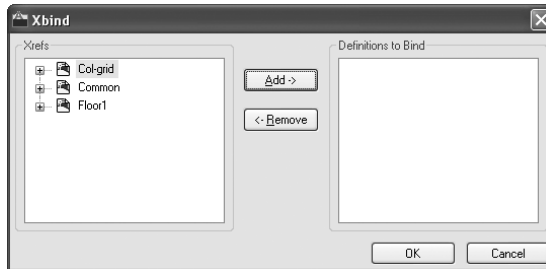 Xbind
Xrefs
Definitions to Bind
Col-grid
Common
Floor1
Add ->
<- Remove
OK
Cancel